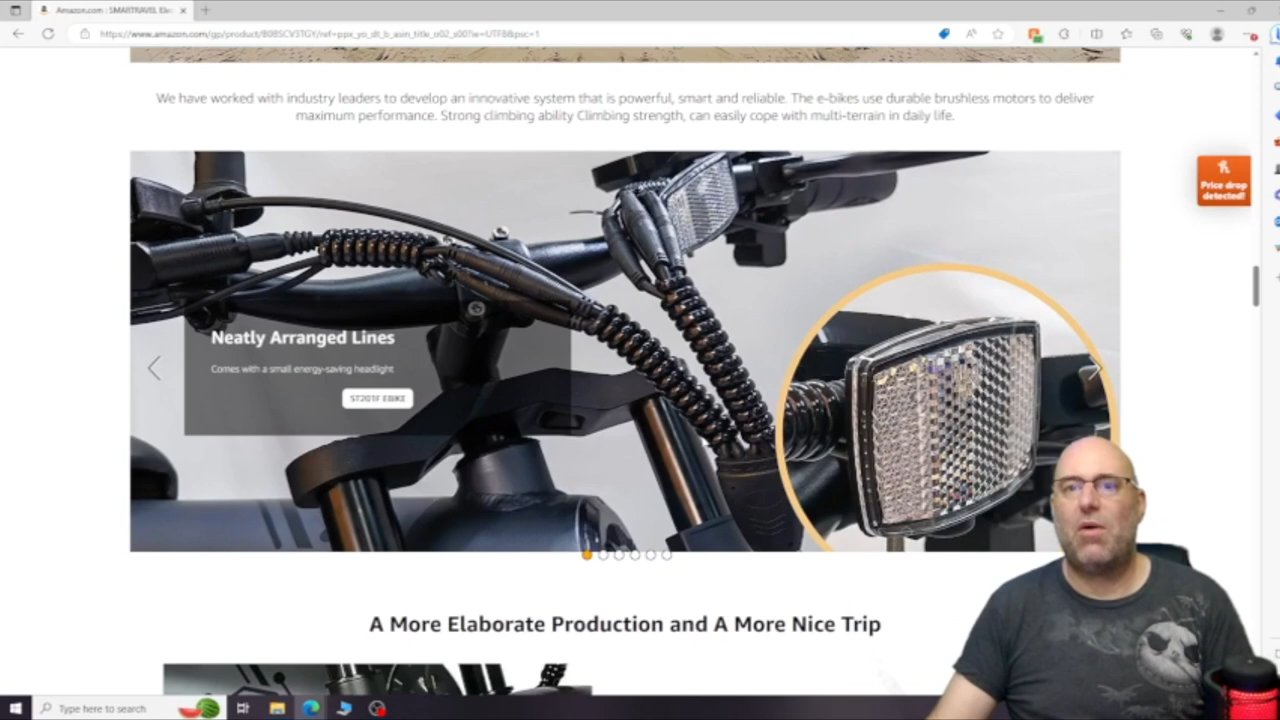 Amazon.com : SMARTRAVEL Elec
https://www.amazon.com/gp/product/B0BSCV3TGY/ref=ppx_yo_dt_b_asin_title_o02_s00?ie=UTF8&psc=1
We have worked with industry leaders to develop an innovative system that is powerful, smart and reliable. The e-bikes use durable brushless motors to deliver
maximum performance. Strong climbing ability Climbing strength, can easily cope with multi-terrain in daily life.
Price drop
detected!
Neatly Arranged Lines
Comes with a small energy-saving headlight
ST201F EBIKE
A More Elaborate Production and A More Nice Trip
Type here to search